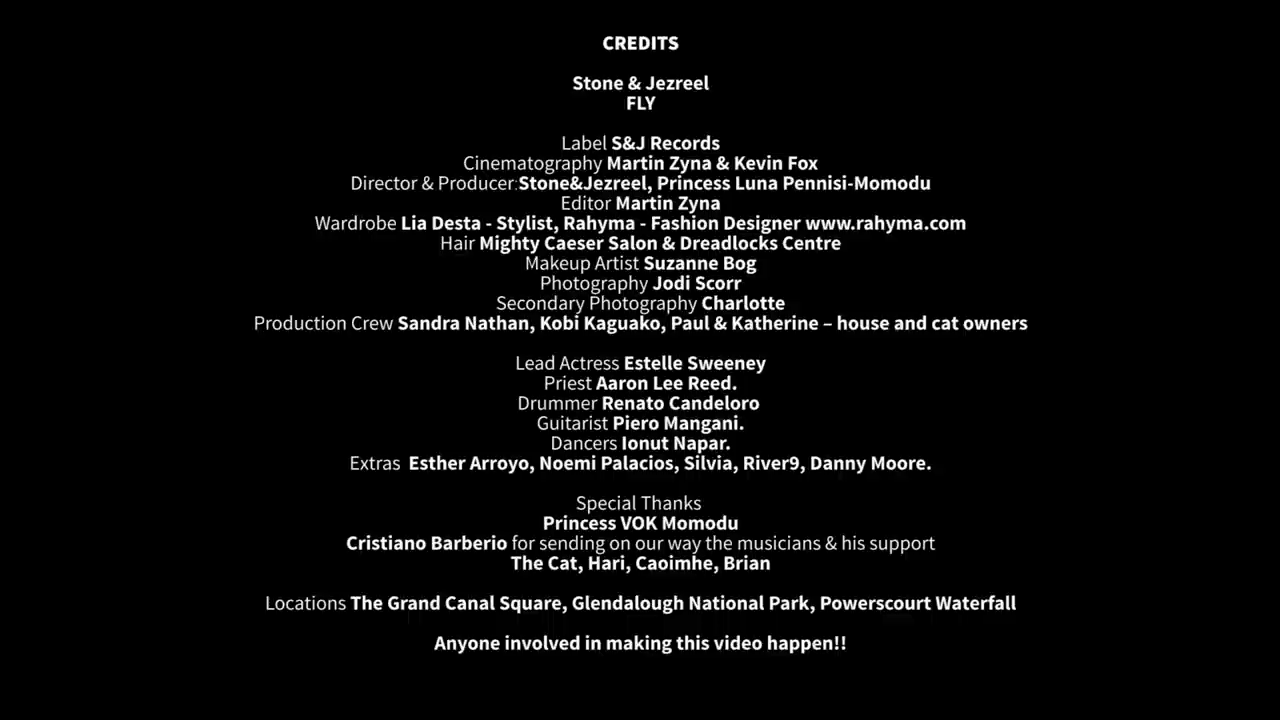 CREDITS
Stone & Jezreel
FLY
Label S&J Records
Cinematography Martin Zyna & Kevin Fox
Director & Producer:Stone&Jezreel, Princess Luna Pennisi-Momodu
Editor Martin Zyna
Wardrobe Lia Desta - Stylist, Rahyma - Fashion Designer www.rahyma.com
Hair Mighty Caeser Salon & Dreadlocks Centre
Makeup Artist Suzanne Bog
Photography Jodi Scorr
Secondary Photography Charlotte
Production Crew Sandra Nathan, Kobi Kaguako, Paul & Katherine – house and cat owners
Lead Actress Estelle Sweeney
Priest Aaron Lee Reed.
Drummer Renato Candeloro
Guitarist Piero Mangani.
Dancers Ionut Napar.
Extras Esther Arroyo, Noemi Palacios, Silvia, River9, Danny Moore.
Special Thanks
Princess VOK Momodu
Cristiano Barberio for sending on our way the musicians & his support
The Cat, Hari, Caoimhe, Brian
Locations The Grand Canal Square, Glendalough National Park, Powerscourt Waterfall
Anyone involved in making this video happen!!